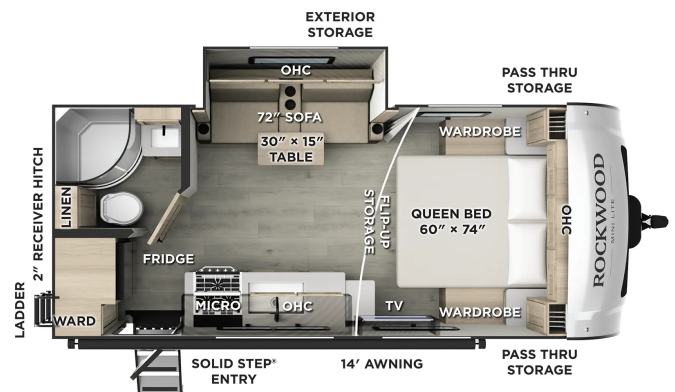 EXTERIOR
STORAGE
OHC
PASS THRU
STORAGE
72" SOFA
WARDROBE
30" × 15"
TABLE
LINEN
2" RECEIVER HITCH
FLIP-UP
STORAGE
QUEEN BED
60" × 74"
OHC
ROCKWOOD
MINI LITE
FRIDGE
MICRO
OHC
TV
WARDROBE
LADDER
WARD
SOLID STEP®
ENTRY
14' AWNING
PASS THRU
STORAGE